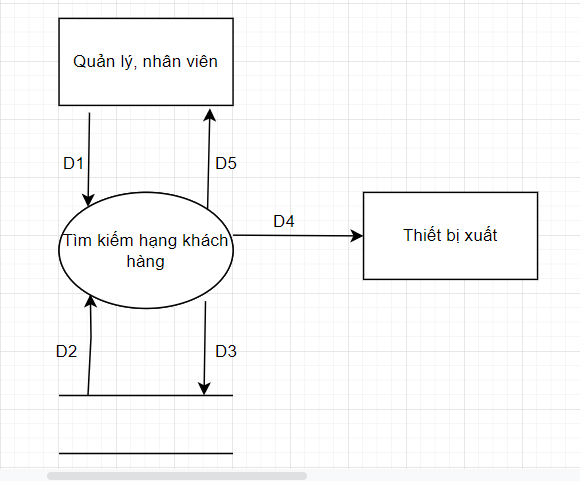 Quản lý, nhân viên
D1
D5
Tìm kiếm hạng khách
hàng
D4
Thiết bị xuất
D2
D3